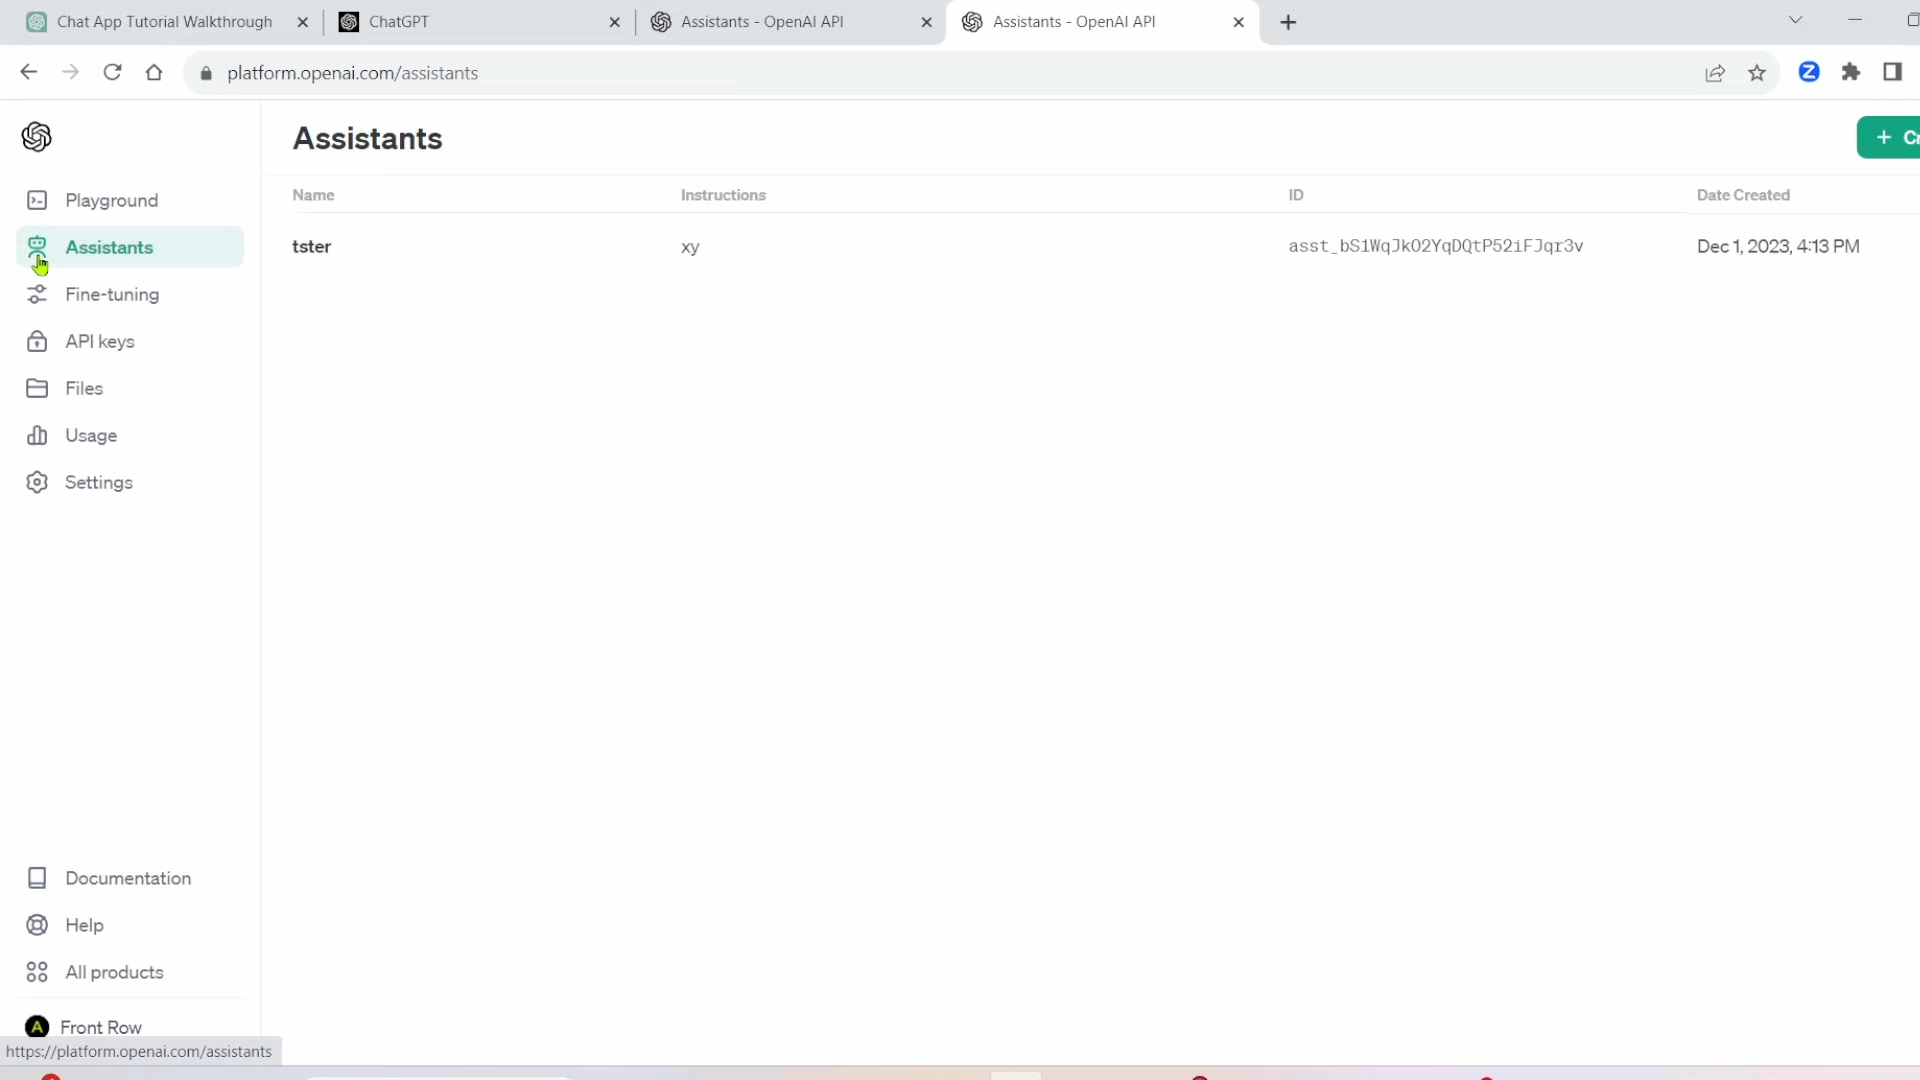 Chat App Tutorial Walkthrough
ChatGPT
Assistants - OpenAI API
Assistants - OpenAI API
platform.openai.com/assistants
Assistants
+ Cr
Playground
Assistants
Fine-tuning
API keys
Files
Usage
Settings
Name Instructions ID Date Created
tster xy asst_bS1WqJkO2YqDQtP52iFJqr3v Dec 1, 2023, 4:13 PM
Documentation
Help
All products
A Front Row
https://platform.openai.com/assistants